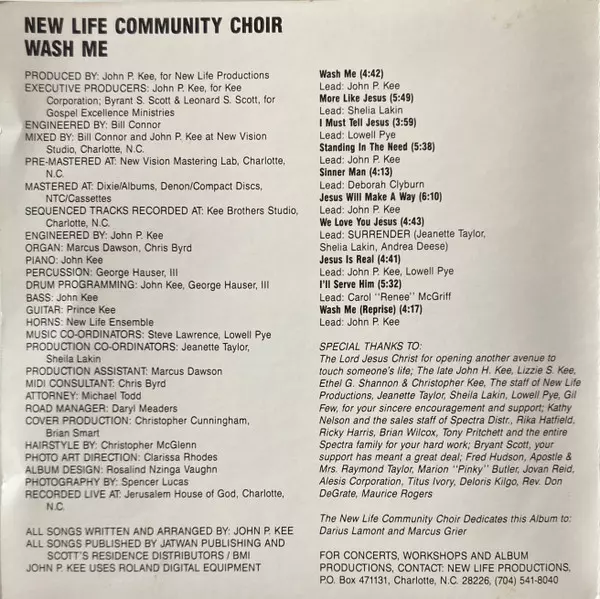 NEW LIFE COMMUNITY CHOIR
WASH ME
PRODUCED BY: John P. Kee, for New Life Productions
EXECUTIVE PRODUCERS: John P. Kee, for Kee
Corporation; Byrant S. Scott & Leonard S. Scott, for
Gospel Excellence Ministries
ENGINEERED BY: Bill Connor
MIXED BY: Bill Connor and John P. Kee at New Vision
Studio, Charlotte, N.C.
PRE-MASTERED AT: New Vision Mastering Lab, Charlotte,
N.C.
MASTERED AT: Dixie/Albums, Denon/Compact Discs,
NTC/Cassettes
SEQUENCED TRACKS RECORDED AT: Kee Brothers Studio,
Charlotte, N.C.
ENGINEERED BY: John P. Kee
ORGAN: Marcus Dawson, Chris Byrd
PIANO: John Kee
PERCUSSION: George Hauser, III
DRUM PROGRAMMING: John Kee, George Hauser, III
BASS: John Kee
GUITAR: Prince Kee
HORNS: New Life Ensemble
MUSIC CO-ORDINATORS: Steve Lawrence, Lowell Pye
PRODUCTION CO-ORDINATORS: Jeanette Taylor,
Sheila Lakin
PRODUCTION ASSISTANT: Marcus Dawson
MIDI CONSULTANT: Chris Byrd
ATTORNEY: Michael Todd
ROAD MANAGER: Daryl Meaders
COVER PRODUCTION: Christopher Cunningham,
Brian Smart
HAIRSTYLE BY: Christopher McGlenn
PHOTO ART DIRECTION: Clarissa Rhodes
ALBUM DESIGN: Rosalind Nzinga Vaughn
PHOTOGRAPHY BY: Spencer Lucas
RECORDED LIVE AT: Jerusalem House of God, Charlotte,
N.C.
ALL SONGS WRITTEN AND ARRANGED BY: JOHN P. KEE
ALL SONGS PUBLISHED BY JATWAN PUBLISHING AND
SCOTT'S RESIDENCE DISTRIBUTORS / BMI
JOHN P. KEE USES ROLAND DIGITAL EQUIPMENT
Wash Me (4:42)
Lead: John P. Kee
More Like Jesus (5:49)
Lead: Shelia Lakin
I Must Tell Jesus (3:59)
Lead: Lowell Pye
Standing In The Need (5:38)
Lead: John P. Kee
Sinner Man (4:13)
Lead: Deborah Clyburn
Jesus Will Make A Way (6:10)
Lead: John P. Kee
We Love You Jesus (4:43)
Lead: SURRENDER (Jeanette Taylor,
Shelia Lakin, Andrea Deese)
Jesus Is Real (4:41)
Lead: John P. Kee, Lowell Pye
I'll Serve Him (5:32)
Lead: Carol "Renee" McGriff
Wash Me (Reprise) (4:17)
Lead: John P. Kee
SPECIAL THANKS TO:
The Lord Jesus Christ for opening another avenue to
touch someone's life; The late John H. Kee, Lizzie S. Kee,
Ethel G. Shannon & Christopher Kee, The staff of New Life
Productions, Jeanette Taylor, Sheila Lakin, Lowell Pye, Gil
Few, for your sincere encouragement and support; Kathy
Nelson and the sales staff of Spectra Distr., Rika Hatfield,
Ricky Harris, Brian Wilcox, Tony Pritchett and the entire
Spectra family for your hard work; Bryant Scott, your
support has meant a great deal; Fred Hudson, Apostle &
Mrs. Raymond Taylor, Marion "Pinky" Butler, Jovan Reid,
Alesis Corporation, Titus Ivory, Deloris Kilgo, Rev. Don
DeGrate, Maurice Rogers
The New Life Community Choir Dedicates this Album to:
Darius Lamont and Marcus Grier
FOR CONCERTS, WORKSHOPS AND ALBUM
PRODUCTIONS, CONTACT: NEW LIFE PRODUCTIONS,
P.O. Box 471131, Charlotte, N.C. 28226, (704) 541-8040